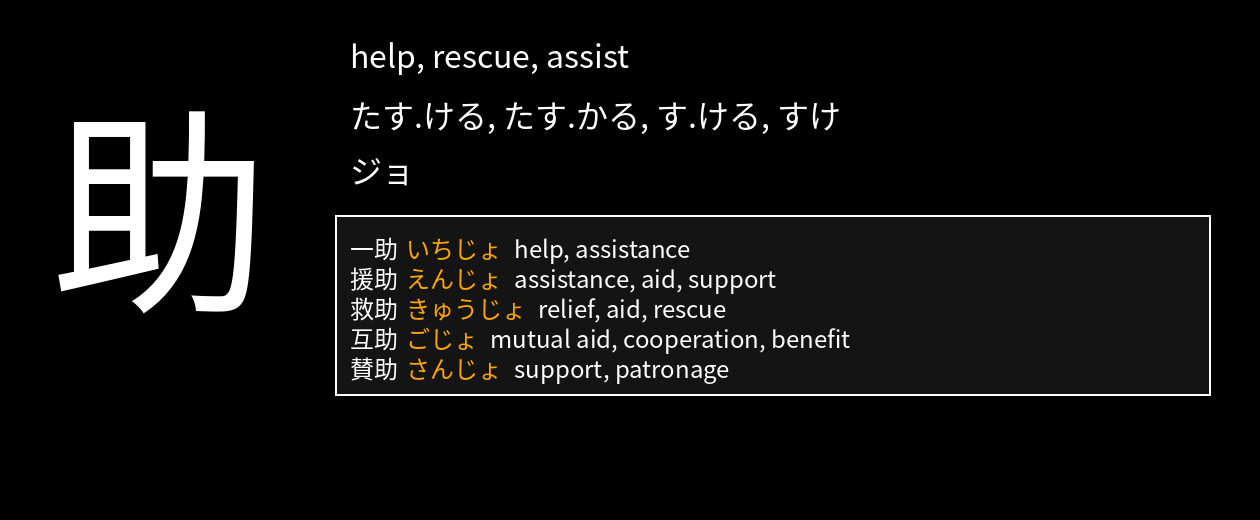 助
help, rescue, assist
たす.ける, たす.かる, す.ける, すけ
ジョ
一助 いちじょ help, assistance
援助 えんじょ assistance, aid, support
救助 きゅうじょ relief, aid, rescue
互助 ごじょ mutual aid, cooperation, benefit
賛助 さんじょ support, patronage